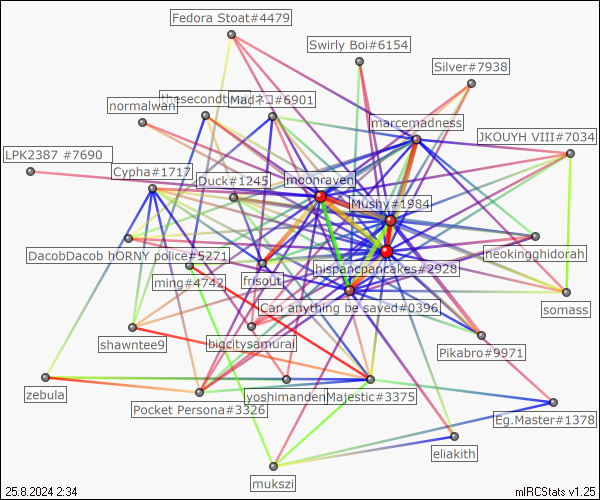 Fedora Stoat#4479
Swirly Boi#6154
Silver#7938
Madネコ#6901
normalwan
marcemadness
JKOUYH VIII#7034
LPK2387 #7690
Cypha#1717
Duck#1245
moonraven
Mushy#1984
DacobDacob hORNY police#5271
neokingghidorah
hispancpancakes#2928
ming#4742
frisout
Can anything be saved#0396
somass
shawntee9
bigcitysamurai
Pikabro#9971
zebula
Pocket Persona#3326
yoshimanden
Majestic#3375
Eg.Master#1378
eliakith
mukszi
25.8.2024 2:34
mIRCStats v1.25